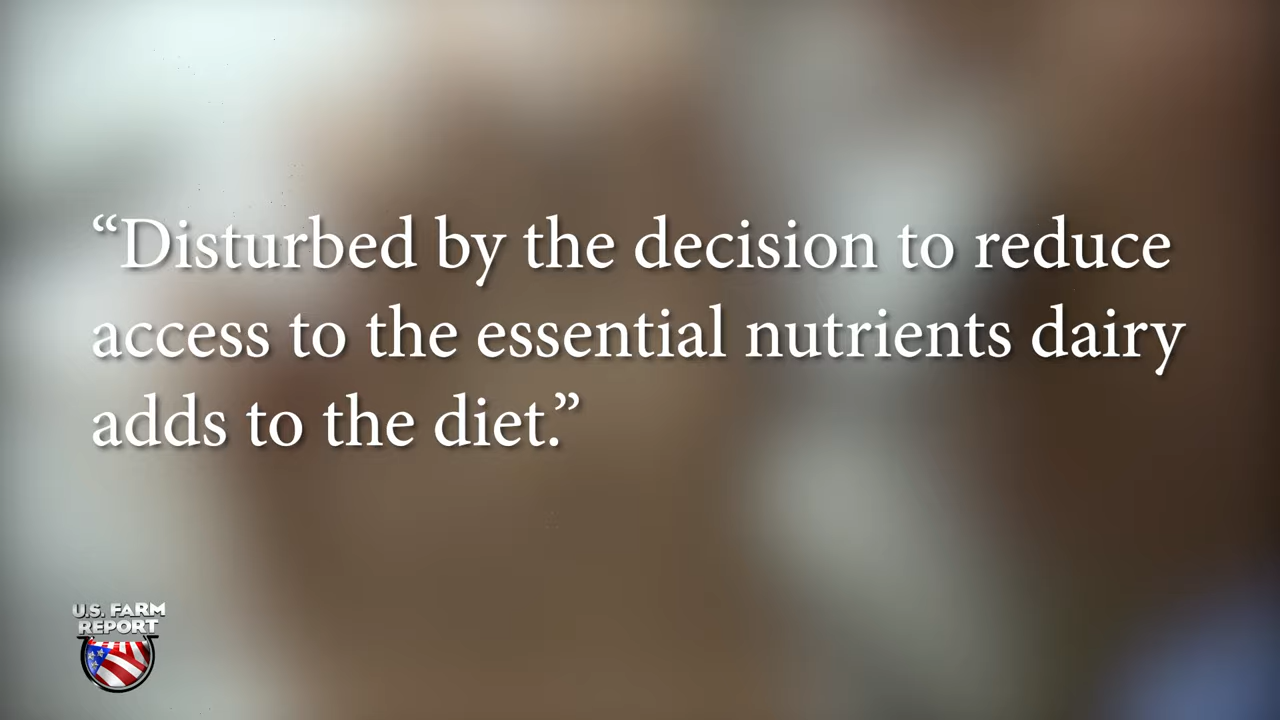 “Disturbed by the decision to reduce
access to the essential nutrients dairy
adds to the diet.”
U.S. FARM
REPORT